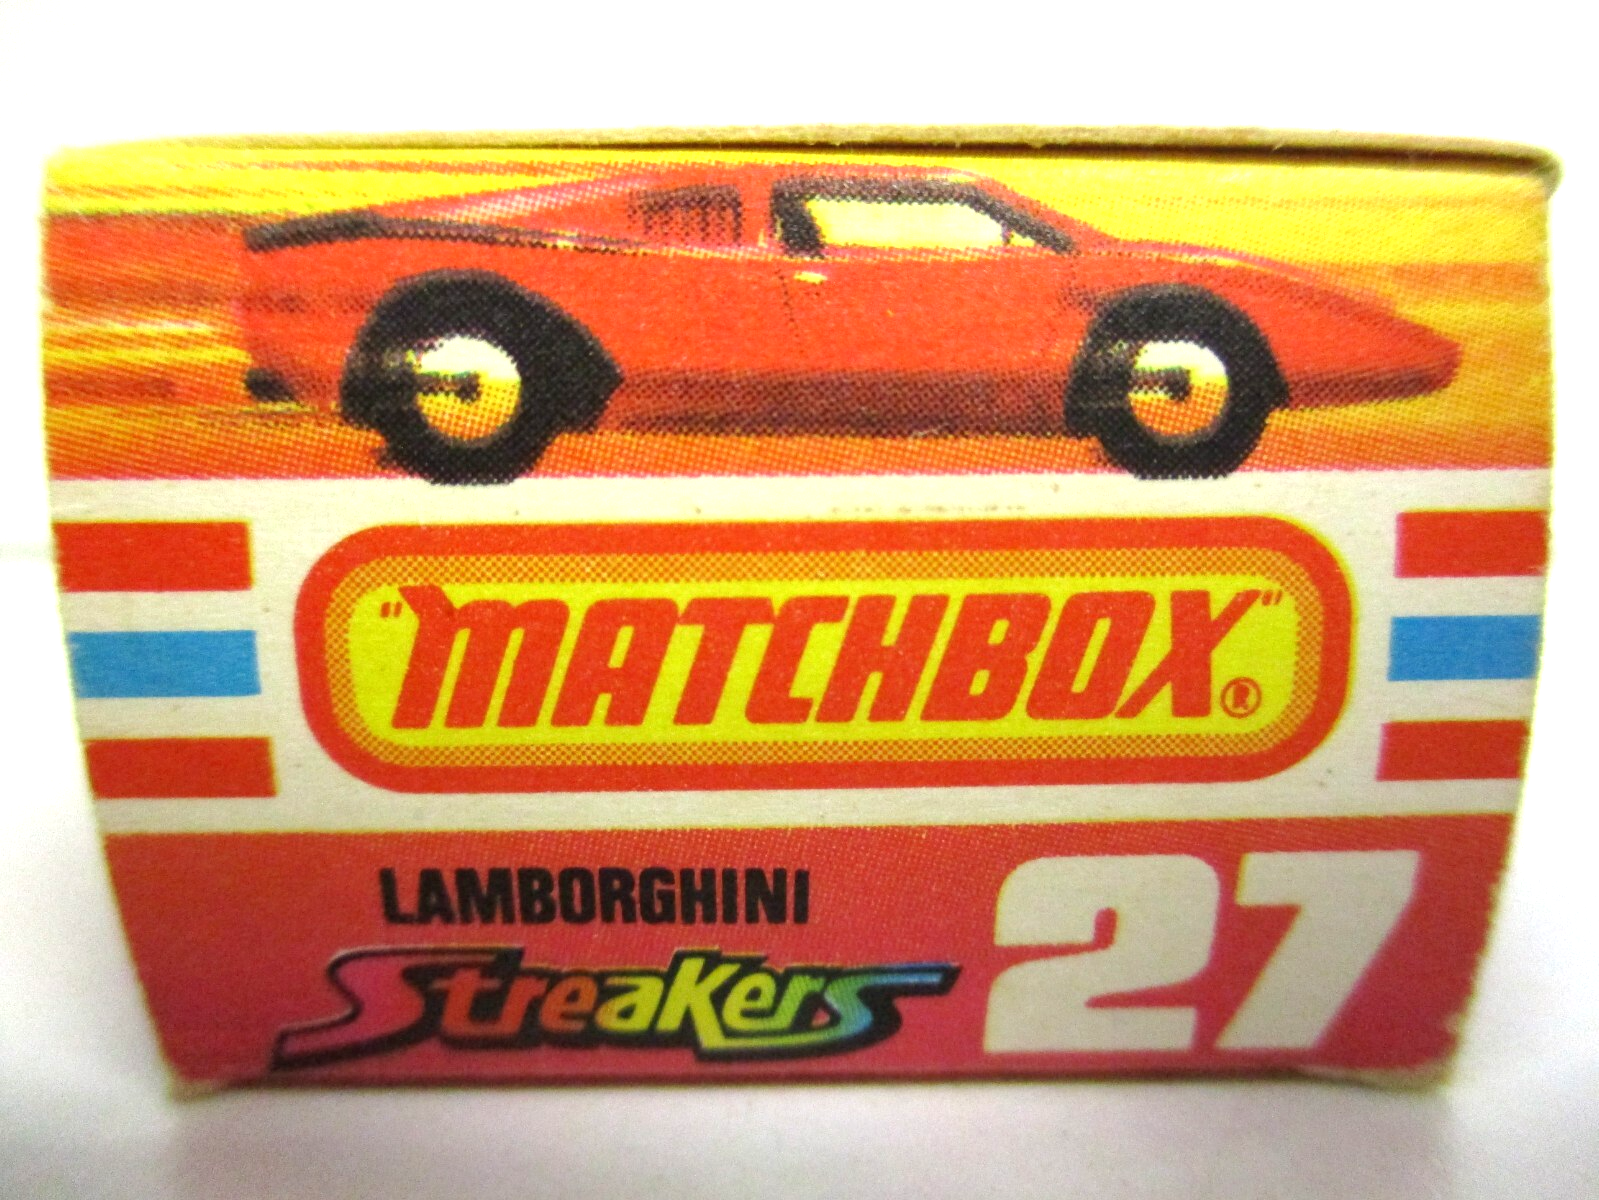 "MATCHBOX"®
LAMBORGHINI
Streakers
27